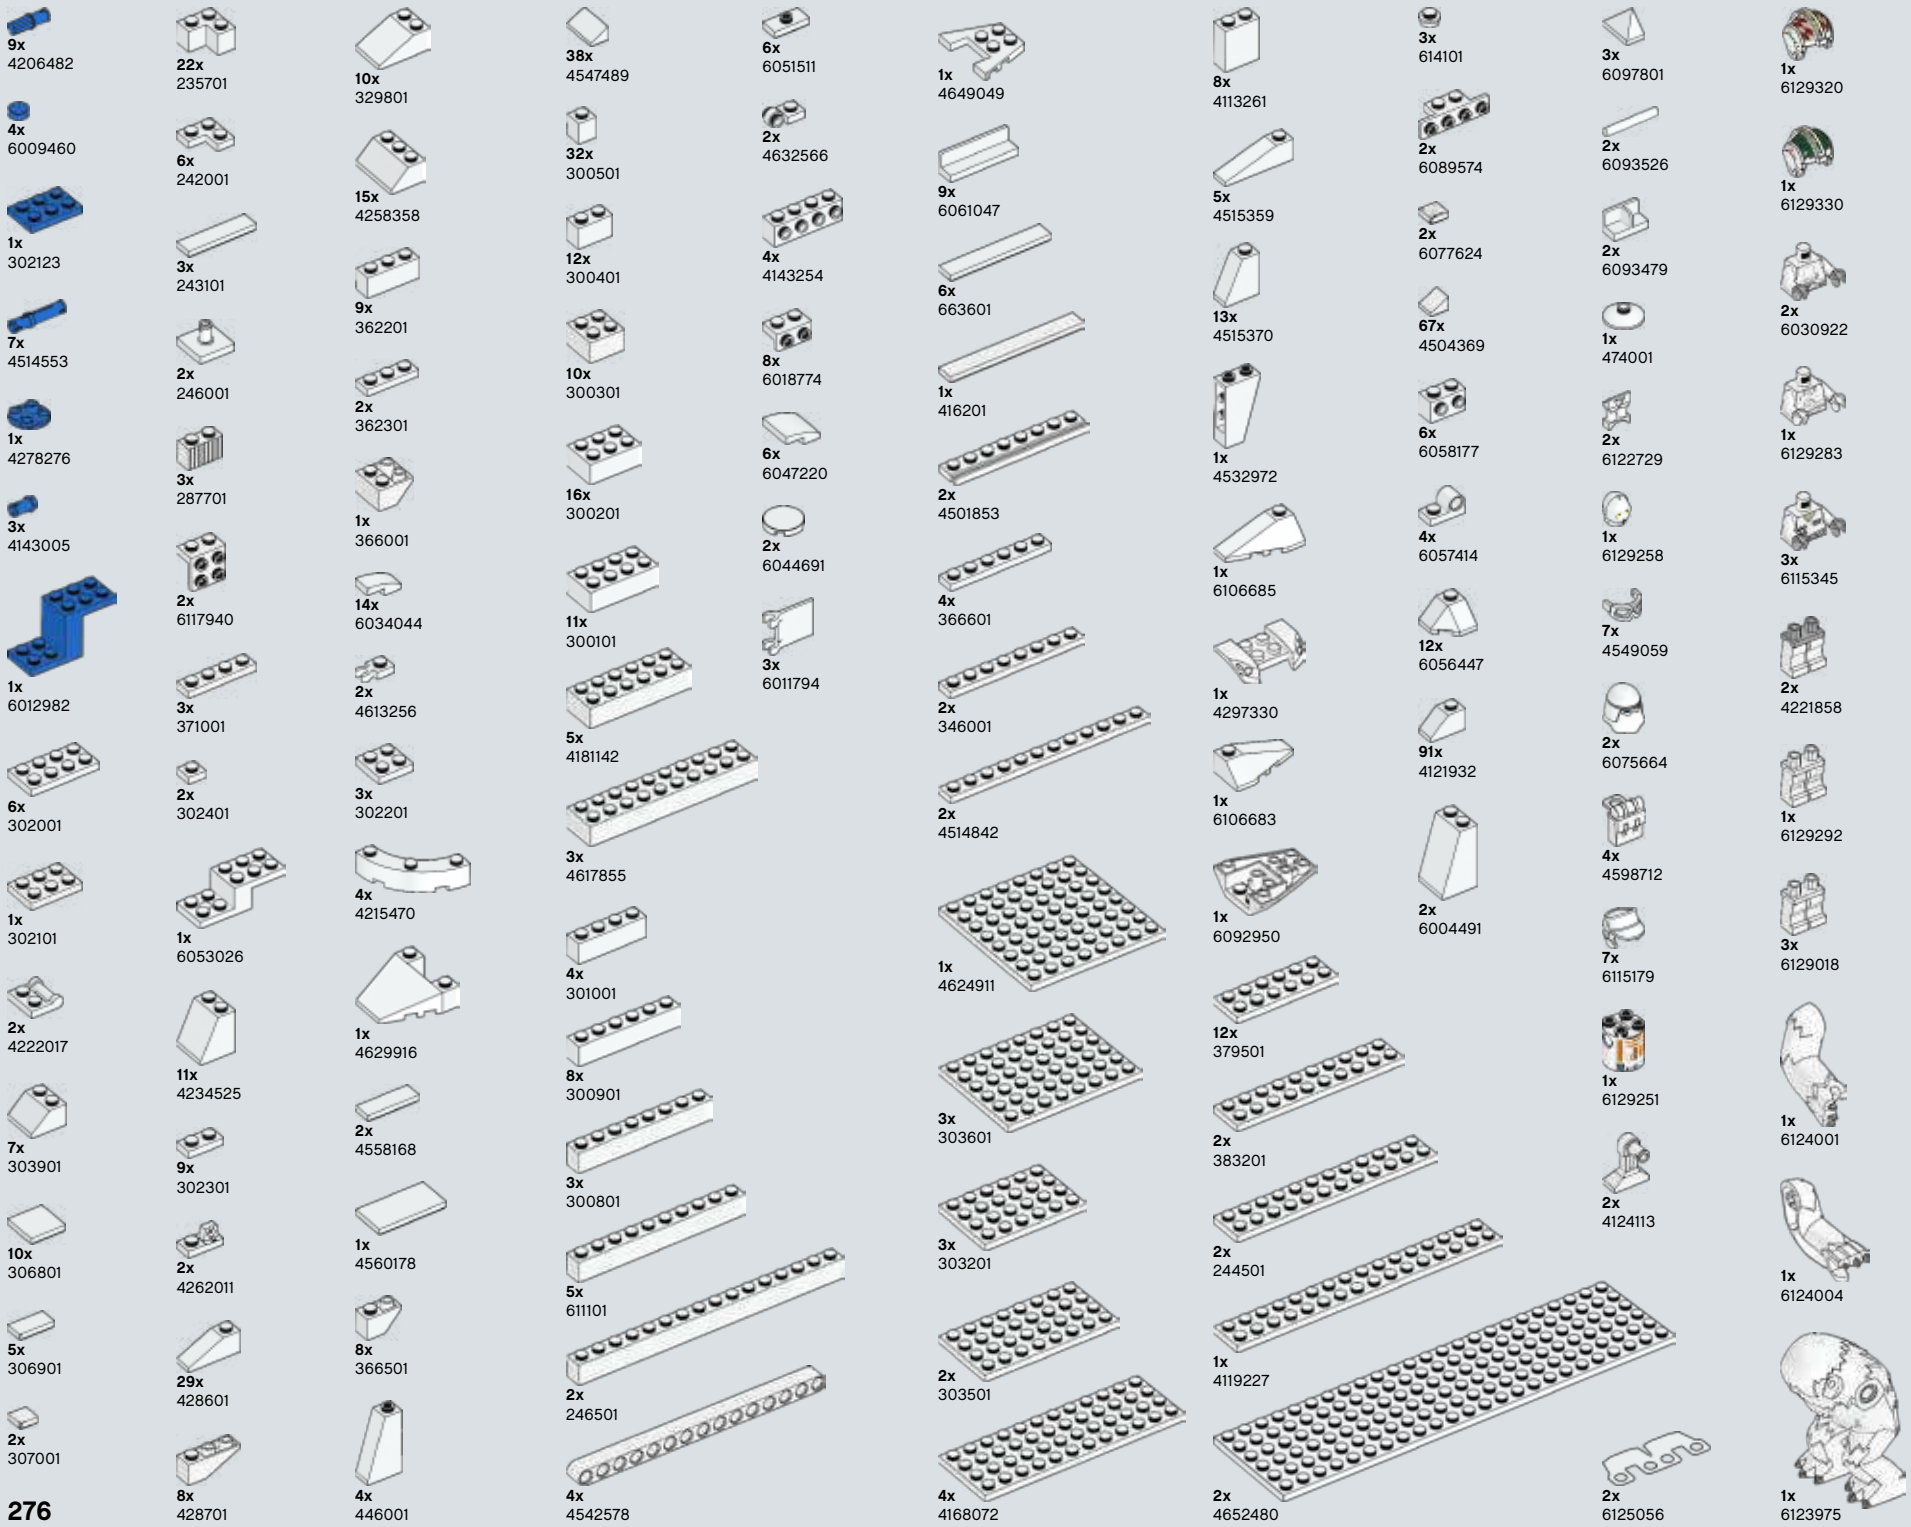 9x
4206482
4x
6009460
1x
302123
7x
4514553
1x
4278276
3x
4143005
1x
6012982
6x
302001
1x
302101
2x
4222017
7x
303901
10x
306801
5x
306901
2x
307001
276
22x
235701
6x
242001
3x
243101
2x
246001
3x
287701
2x
6117940
3x
371001
2x
302401
1x
6053026
11x
4234525
9x
302301
2x
4262011
29x
428601
8x
428701
10x
329801
15x
4258358
9x
362201
2x
362301
1x
366001
14x
6034044
2x
4613256
3x
302201
4x
4215470
1x
4629916
2x
4558168
1x
4560178
8x
366501
4x
446001
38x
4547489
32x
300501
12x
300401
10x
300301
16x
300201
11x
300101
5x
4181142
3x
4617855
4x
301001
8x
300901
3x
300801
5x
611101
2x
246501
4x
4542578
6x
6051511
2x
4632566
4x
4143254
8x
6018774
6x
6047220
2x
6044691
3x
6011794
1x
4649049
9x
6061047
6x
663601
1x
416201
2x
4501853
4x
366601
2x
346001
2x
4514842
1x
4624911
3x
303601
3x
303201
2x
303501
4x
4168072
8x
4113261
5x
4515359
13x
4515370
1x
4532972
1x
6106685
1x
4297330
1x
6106683
1x
6092950
12x
379501
2x
383201
2x
244501
1x
4119227
2x
4652480
3x
614101
2x
6089574
2x
6077624
67x
4504369
6x
6058177
4x
6057414
12x
6056447
91x
4121932
2x
6004491
3x
6097801
2x
6093526
2x
6093479
1x
474001
2x
6122729
1x
6129258
7x
4549059
2x
6075664
4x
4598712
7x
6115179
1x
6129251
2x
4124113
2x
6125056
1x
6129320
1x
6129330
2x
6030922
1x
6129283
3x
6115345
2x
4221858
1x
6129292
3x
6129018
1x
6124001
1x
6124004
1x
6123975